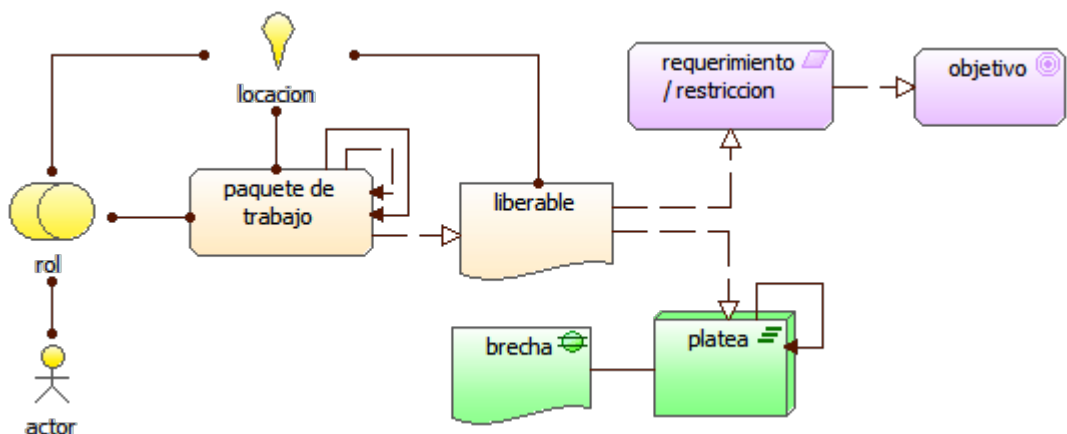 locacion
requerimiento
/ restriccion
objetivo
paquete de
trabajo
liberable
rol
brecha
platea
actor